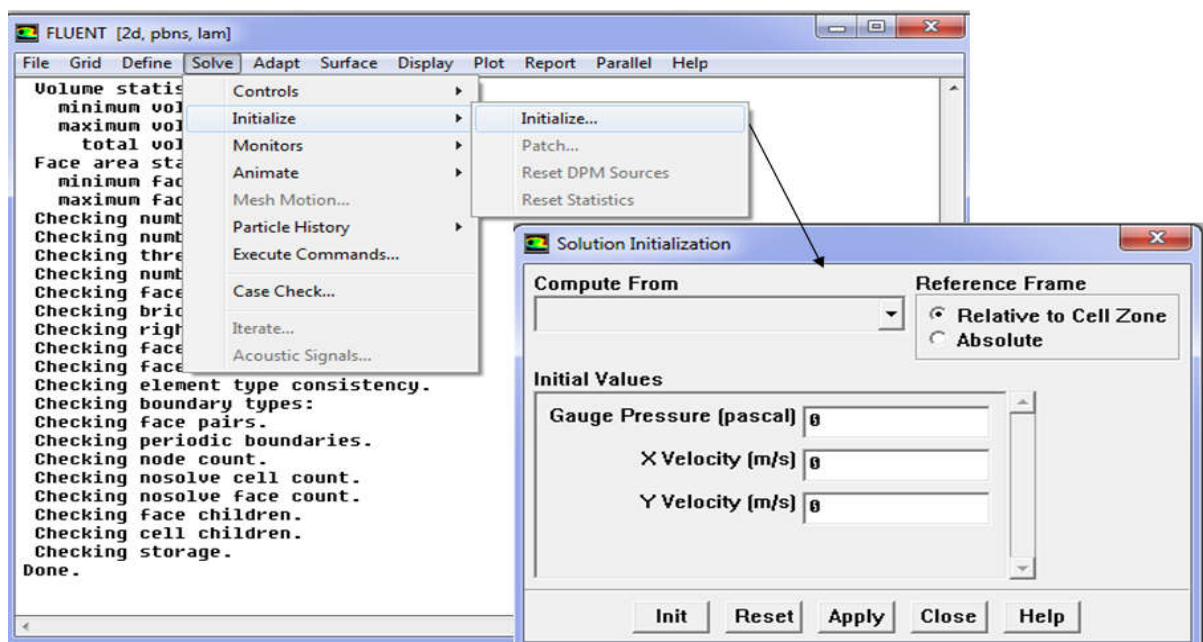 FLUENT [2d, pbns, lam]
File Grid Define Solve Adapt Surface Display Plot Report Parallel Help
Volume statis
minimum vol
maximum vol
total vol
Face area sta
minimum fac
maximum fac
Checking numb
Checking numb
Checking thre
Checking numb
Checking face
Checking brid
Checking righ
Checking face
Checking face
Checking element type consistency.
Checking boundary types:
Checking face pairs.
Checking periodic boundaries.
Checking node count.
Checking nosolve cell count.
Checking nosolve face count.
Checking face children.
Checking cell children.
Checking storage.
Done.
Controls
Initialize
Monitors
Animate
Mesh Motion...
Particle History
Execute Commands...
Case Check...
Iterate...
Acoustic Signals...
Initialize...
Patch...
Reset DPM Sources
Reset Statistics
Solution Initialization
Compute From
Reference Frame
Relative to Cell Zone
Absolute
Initial Values
Gauge Pressure (pascal) 0
X Velocity (m/s) 0
Y Velocity (m/s) 0
Init Reset Apply Close Help